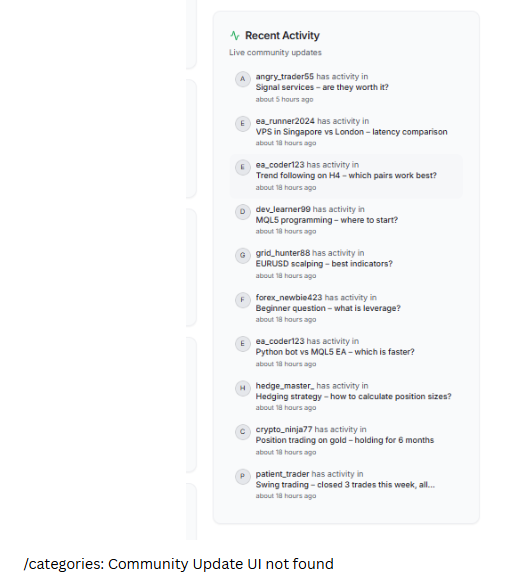 Recent Activity
Live community updates
A
angry_trader55 has activity in
Signal services – are they worth it?
about 5 hours ago
E
ea_runner2024 has activity in
VPS in Singapore vs London – latency comparison
about 18 hours ago
E
ea_coder123 has activity in
Trend following on H4 – which pairs work best?
about 18 hours ago
D
dev_learner99 has activity in
MQL5 programming – where to start?
about 18 hours ago
G
grid_hunter88 has activity in
EURUSD scalping – best indicators?
about 18 hours ago
F
forex_newbie423 has activity in
Beginner question – what is leverage?
about 18 hours ago
E
ea_coder123 has activity in
Python bot vs MQL5 EA – which is faster?
about 18 hours ago
H
hedge_master_ has activity in
Hedging strategy – how to calculate position sizes?
about 18 hours ago
C
crypto_ninja77 has activity in
Position trading on gold – holding for 6 months
about 18 hours ago
P
patient_trader has activity in
Swing trading – closed 3 trades this week, all...
about 18 hours ago
/categories: Community Update UI not found